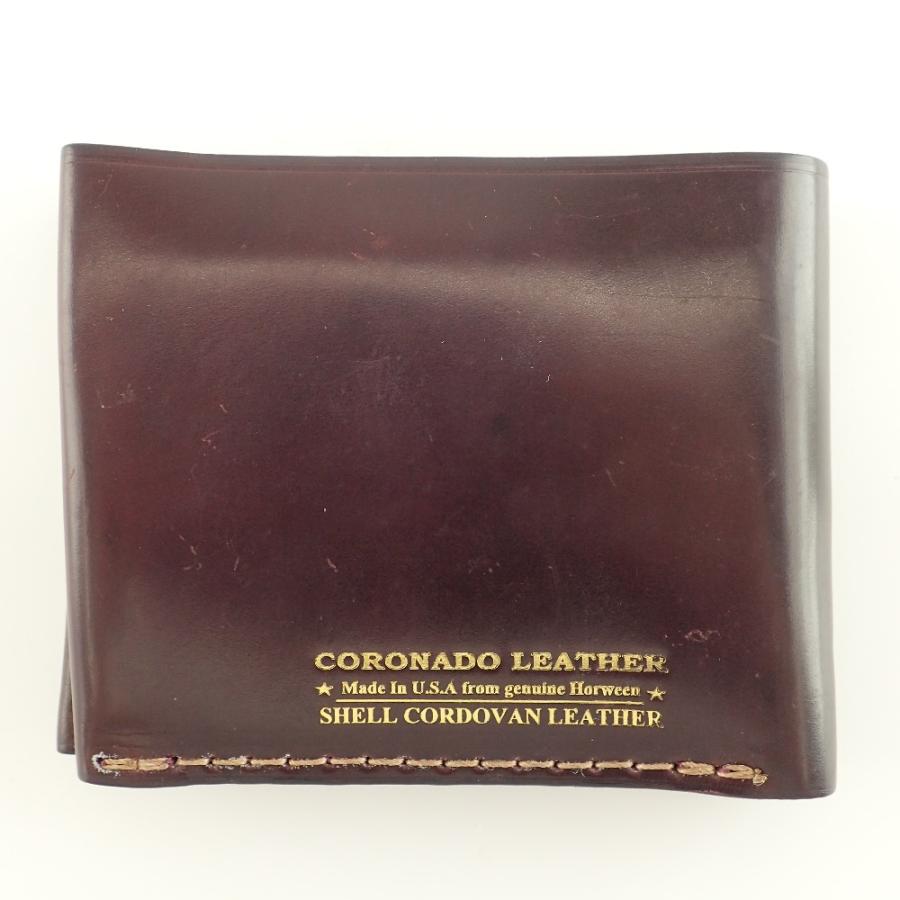 CORONADO LEATHER
★ Made In U.S.A from genuine Horween ★
SHELL CORDOVAN LEATHER